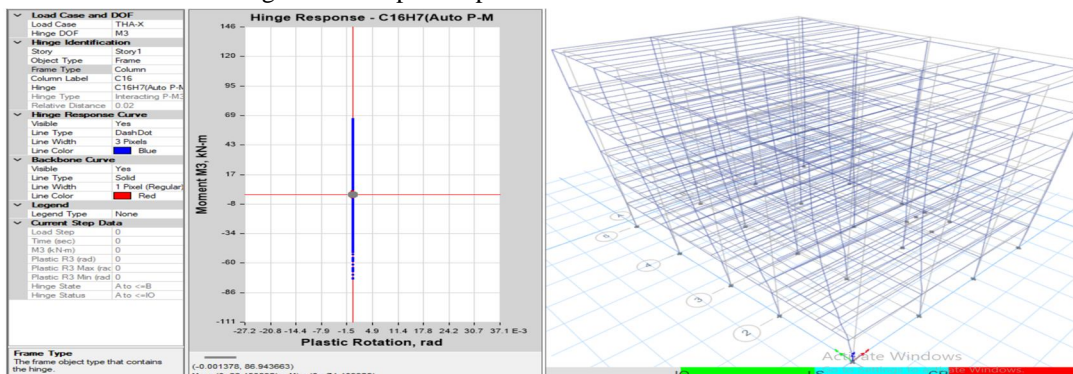 Load Case and DOF
Load Case THA-X
Hinge DOF M3
Hinge Identification
Story Story1
Object Type Frame
Frame Type Column
Column Label C16
Hinge C16H7(Auto P-M
Hinge Type Interacting P-M3
Relative Distance 0.02
Hinge Response Curve
Visible Yes
Line Type DashDot
Line Width 3 Pixels
Line Color Blue
Backbone Curve
Visible Yes
Line Type Solid
Line Width 1 Pixel (Regular)
Line Color Red
Legend
Legend Type None
Current Step Data
Load Step 0
Time (sec) 0
M3 (kN-m) 0
Plastic R3 (rad) 0
Plastic R3 Max (rac 0
Plastic R3 Min (rad 0
Hinge State A to <=B
Hinge Status A to <=IO
Frame Type
The frame object type that contains
the hinge.
Hinge Response - C16H7(Auto P-M
146
120
95
69
43
17
-8
-34
-60
-86
-111
Moment M3, kN-m
-27.2 -20.8 -14.4 -7.9 -1.5 4.9 11.4 17.8 24.2 30.7 37.1 E-3
Plastic Rotation, rad
(-0.001378, 86.943663)
4
3
2
Activate Windows